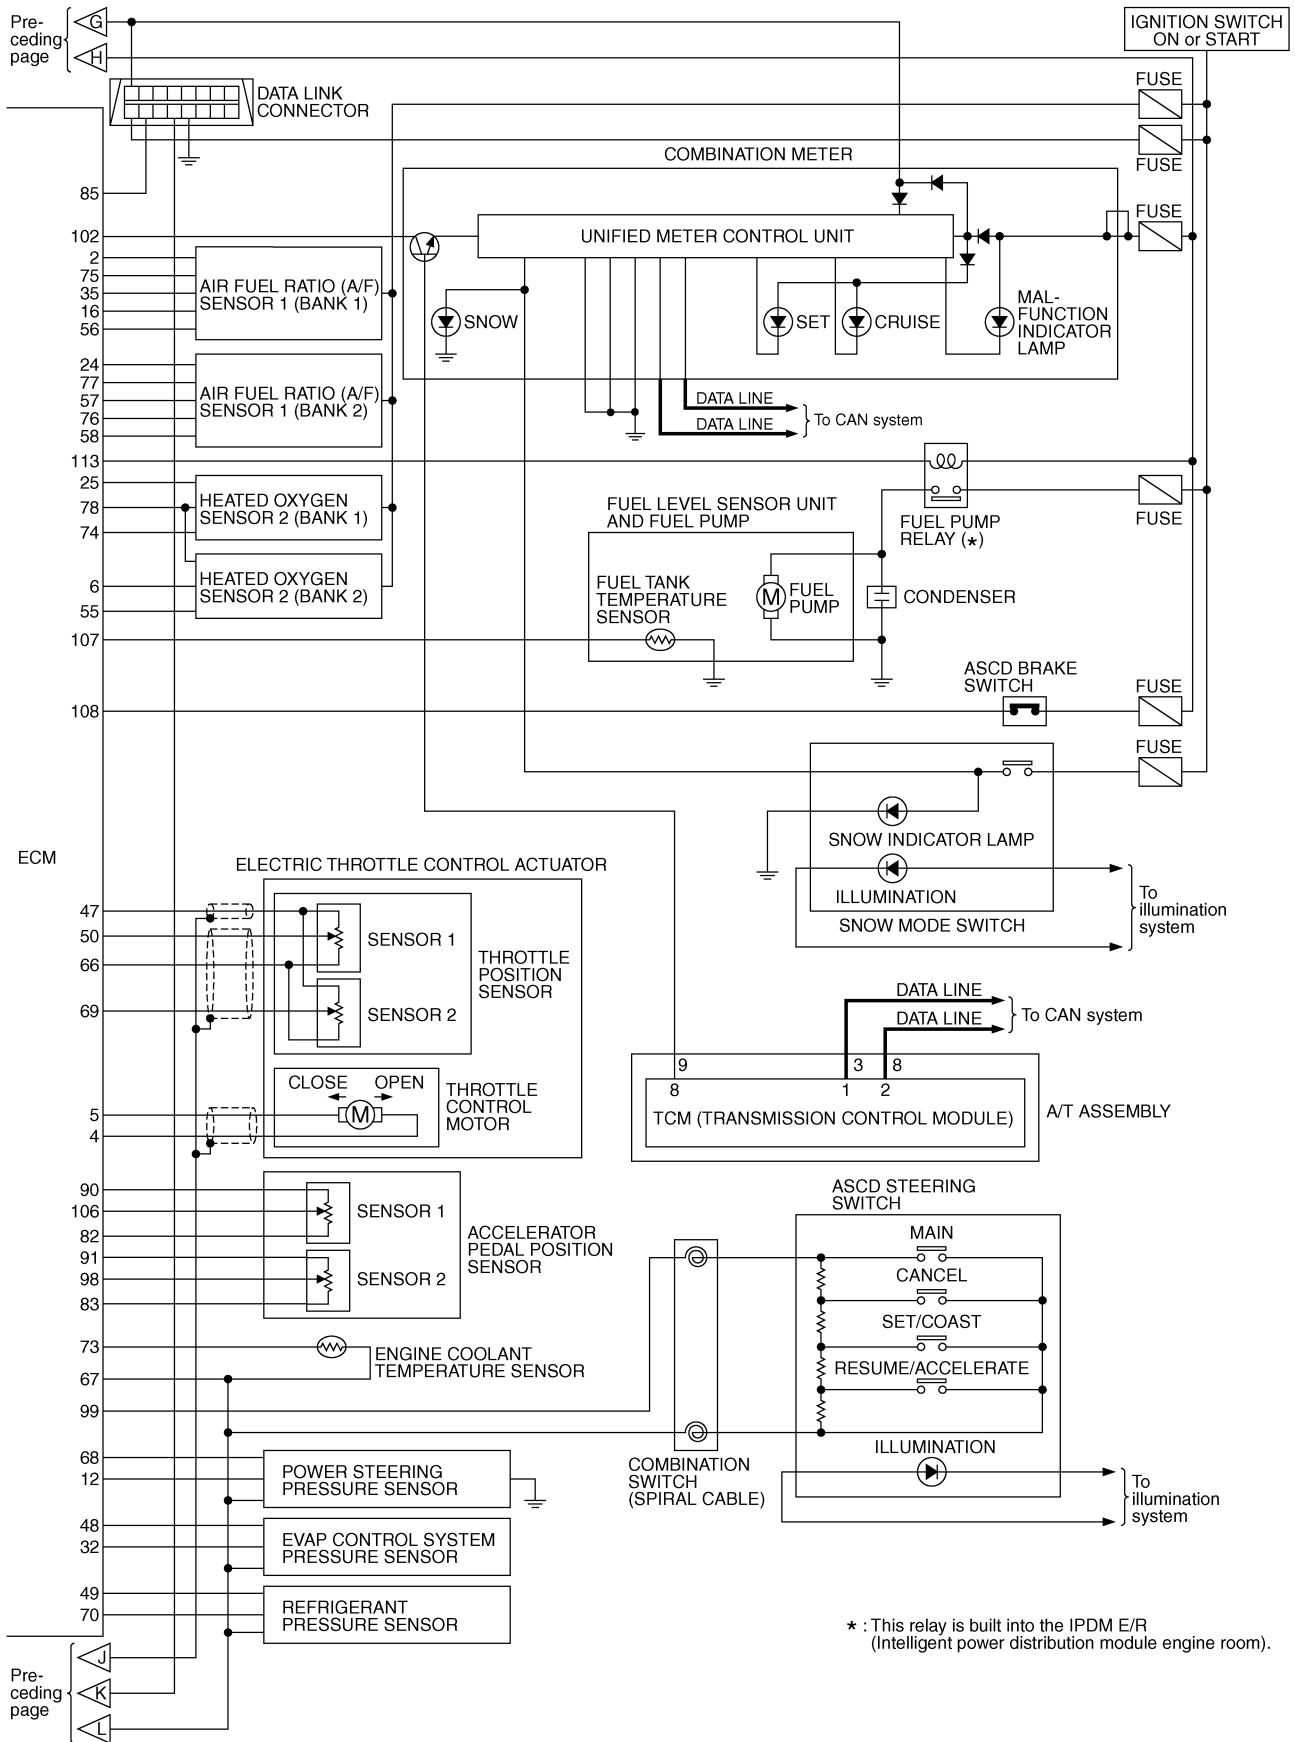 Pre-
ceding
page
G
H
IGNITION SWITCH
ON or START
DATA LINK
CONNECTOR
FUSE
FUSE
COMBINATION METER
85
102
UNIFIED METER CONTROL UNIT
FUSE
2
75
35
16
56
AIR FUEL RATIO (A/F)
SENSOR 1 (BANK 1)
SNOW
SET
CRUISE
MAL-
FUNCTION
INDICATOR
LAMP
24
77
57
76
58
AIR FUEL RATIO (A/F)
SENSOR 1 (BANK 2)
DATA LINE
DATA LINE
To CAN system
113
25
78
74
HEATED OXYGEN
SENSOR 2 (BANK 1)
FUEL LEVEL SENSOR UNIT
AND FUEL PUMP
FUEL PUMP
RELAY (*)
FUSE
6
55
HEATED OXYGEN
SENSOR 2 (BANK 2)
FUEL TANK
TEMPERATURE
SENSOR
M
FUEL
PUMP
CONDENSER
107
ASCD BRAKE
SWITCH
FUSE
108
FUSE
SNOW INDICATOR LAMP
ILLUMINATION
SNOW MODE SWITCH
To
illumination
system
ECM
ELECTRIC THROTTLE CONTROL ACTUATOR
47
50
66
69
SENSOR 1
SENSOR 2
THROTTLE
POSITION
SENSOR
DATA LINE
DATA LINE
To CAN system
9
3
8
8
1
2
TCM (TRANSMISSION CONTROL MODULE)
A/T ASSEMBLY
CLOSE
OPEN
M
THROTTLE
CONTROL
MOTOR
5
4
90
106
82
91
98
83
SENSOR 1
SENSOR 2
ACCELERATOR
PEDAL POSITION
SENSOR
ASCD STEERING
SWITCH
MAIN
CANCEL
SET/COAST
RESUME/ACCELERATE
ILLUMINATION
To
illumination
system
73
67
99
ENGINE COOLANT
TEMPERATURE SENSOR
COMBINATION
SWITCH
(SPIRAL CABLE)
68
12
POWER STEERING
PRESSURE SENSOR
48
32
EVAP CONTROL SYSTEM
PRESSURE SENSOR
49
70
REFRIGERANT
PRESSURE SENSOR
* : This relay is built into the IPDM E/R
(Intelligent power distribution module engine room).
Pre-
ceding
page
J
K
L